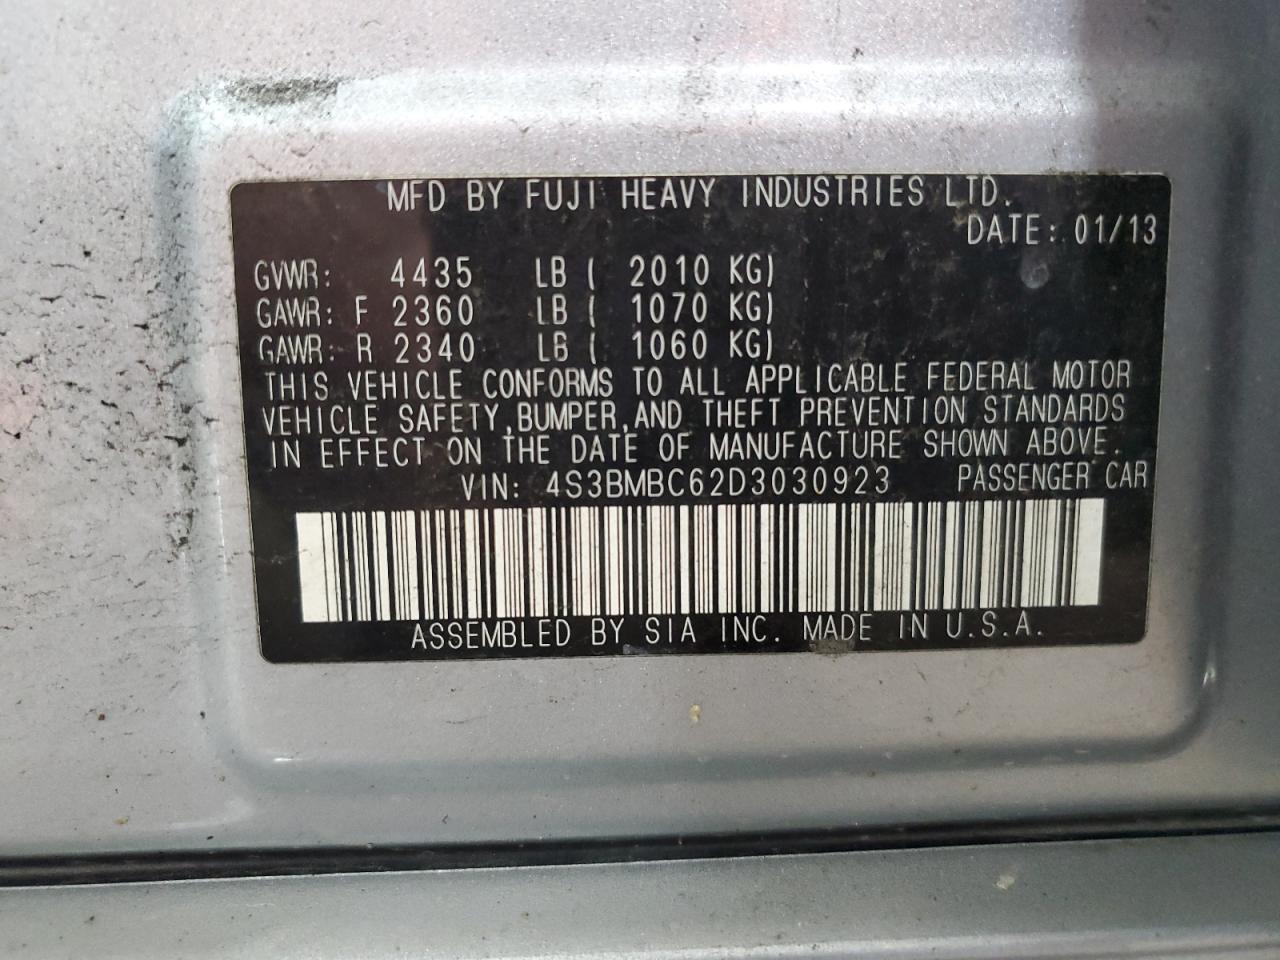 MFD BY FUJI HEAVY INDUSTRIES LTD.
DATE: 01/13
GVWR: 4435 LB ( 2010 KG)
GAWR: F 2360 LB ( 1070 KG)
GAWR: R 2340 LB ( 1060 KG)
THIS VEHICLE CONFORMS TO ALL APPLICABLE FEDERAL MOTOR
VEHICLE SAFETY,BUMPER,AND THEFT PREVENTION STANDARDS
IN EFFECT ON THE DATE OF MANUFACTURE SHOWN ABOVE.
VIN: 4S3BMBC62D3030923 PASSENGER CAR
ASSEMBLED BY SIA INC. MADE IN U.S.A.